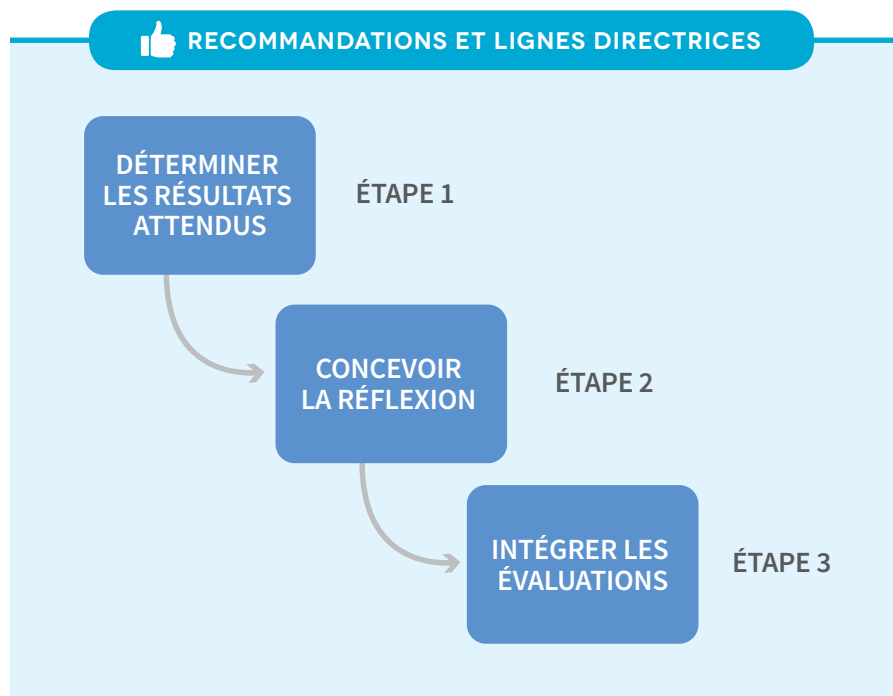 RECOMMANDATIONS ET LIGNES DIRECTRICES
DÉTERMINER
LES RÉSULTATS
ATTENDUS
ÉTAPE 1
CONCEVOIR
LA RÉFLEXION
ÉTAPE 2
INTÉGRER LES
ÉVALUATIONS
ÉTAPE 3